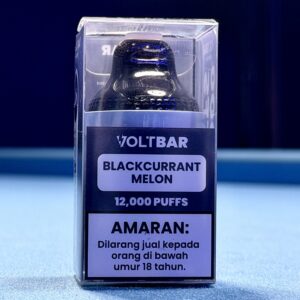 VOLTBAR
BLACKCURRANT
MELON
12,000 PUFFS
AMARAN:
Dilarang jual kepada
orang di bawah
umur 18 tahun.